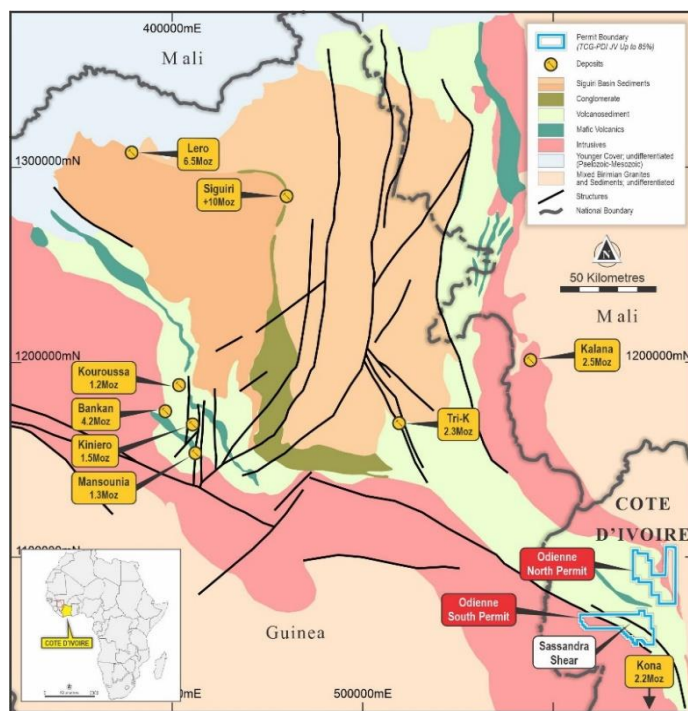 400000mE
Mali
Permit Boundary
(TCG-PDI JV Up to 85%)
Deposits
Siguiri Basin Sediments
Conglomerate
Volcanosediment
Mafic Volcanics
Intrusives
Younger Cover; undifferentiated
(Paelozoic-Mesozoic)
Mixed Birimian Granites
and Sediments; undifferentiated
Structures
National Boundary
N
50 Kilometres
1300000mN
Lero
6.5Moz
Siguiri
+10Moz
Mali
1200000mN
1200000mN
Kalana
2.5Moz
Kouroussa
1.2Moz
Bankan
4.2Moz
Kiniero
1.5Moz
Mansounia
1.3Moz
Tri-K
2.3Moz
COTE
D'IVOIRE
1100000mN
Odienne
North Permit
Odienne
South Permit
Sassandra
Shear
Guinea
Kona
2.2Moz
COTE D'IVOIRE
500000mE